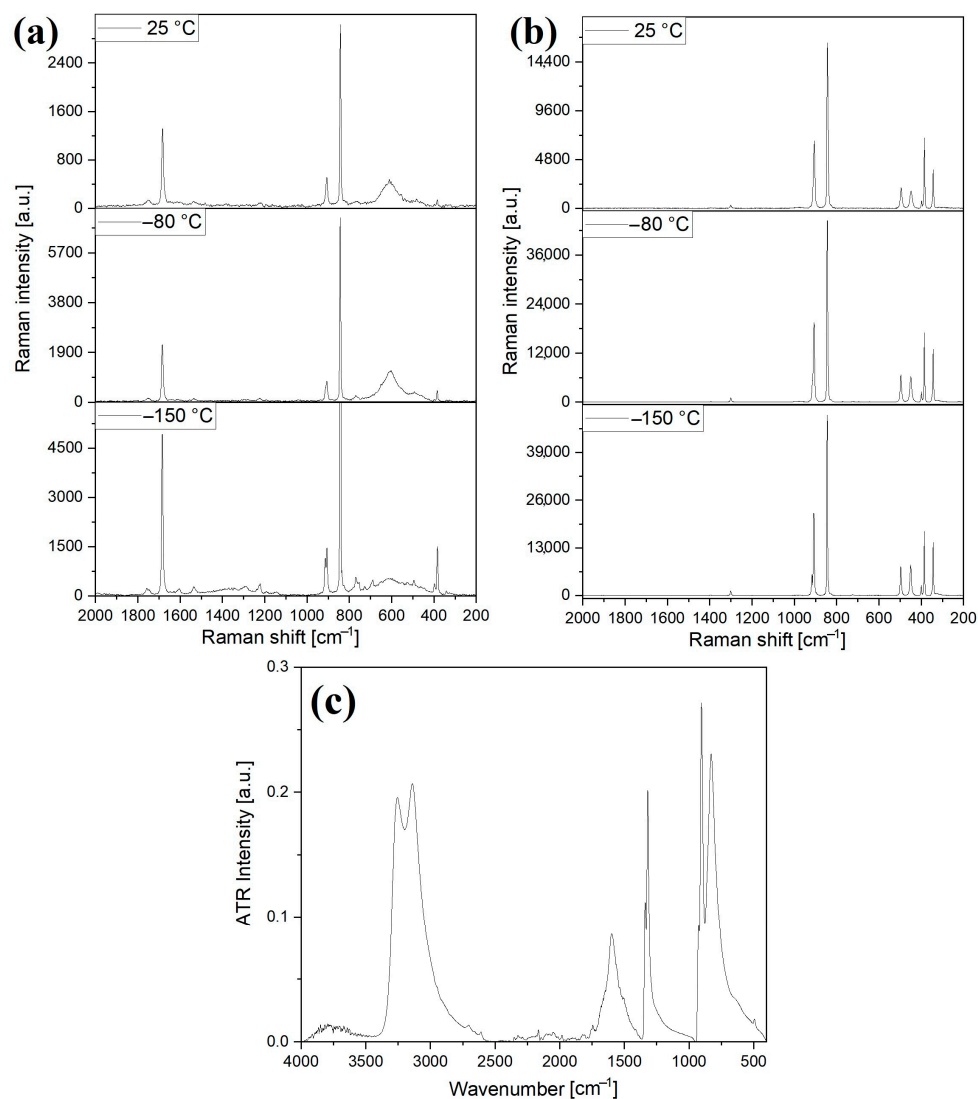 (a)
25 °C
2400
1600
800
0
–80 °C
5700
3800
1900
0
–150 °C
4500
3000
1500
0
2000 1600 1200 800 600 400 200
Raman shift [cm–1]
Raman intensity [a.u.]
(b)
25 °C
14,400
9600
4800
0
–80 °C
36,000
24,000
12,000
0
–150 °C
39,000
26,000
13,000
0
2000 1800 1600 1400 1200 1000 800 600 400 200
Raman shift [cm–1]
Raman intensity [a.u.]
(c)
0.3
0.2
0.1
0.0
4000 3500 3000 2500 2000 1500 1000 500
Wavenumber [cm–1]
ATR Intensity [a.u.]